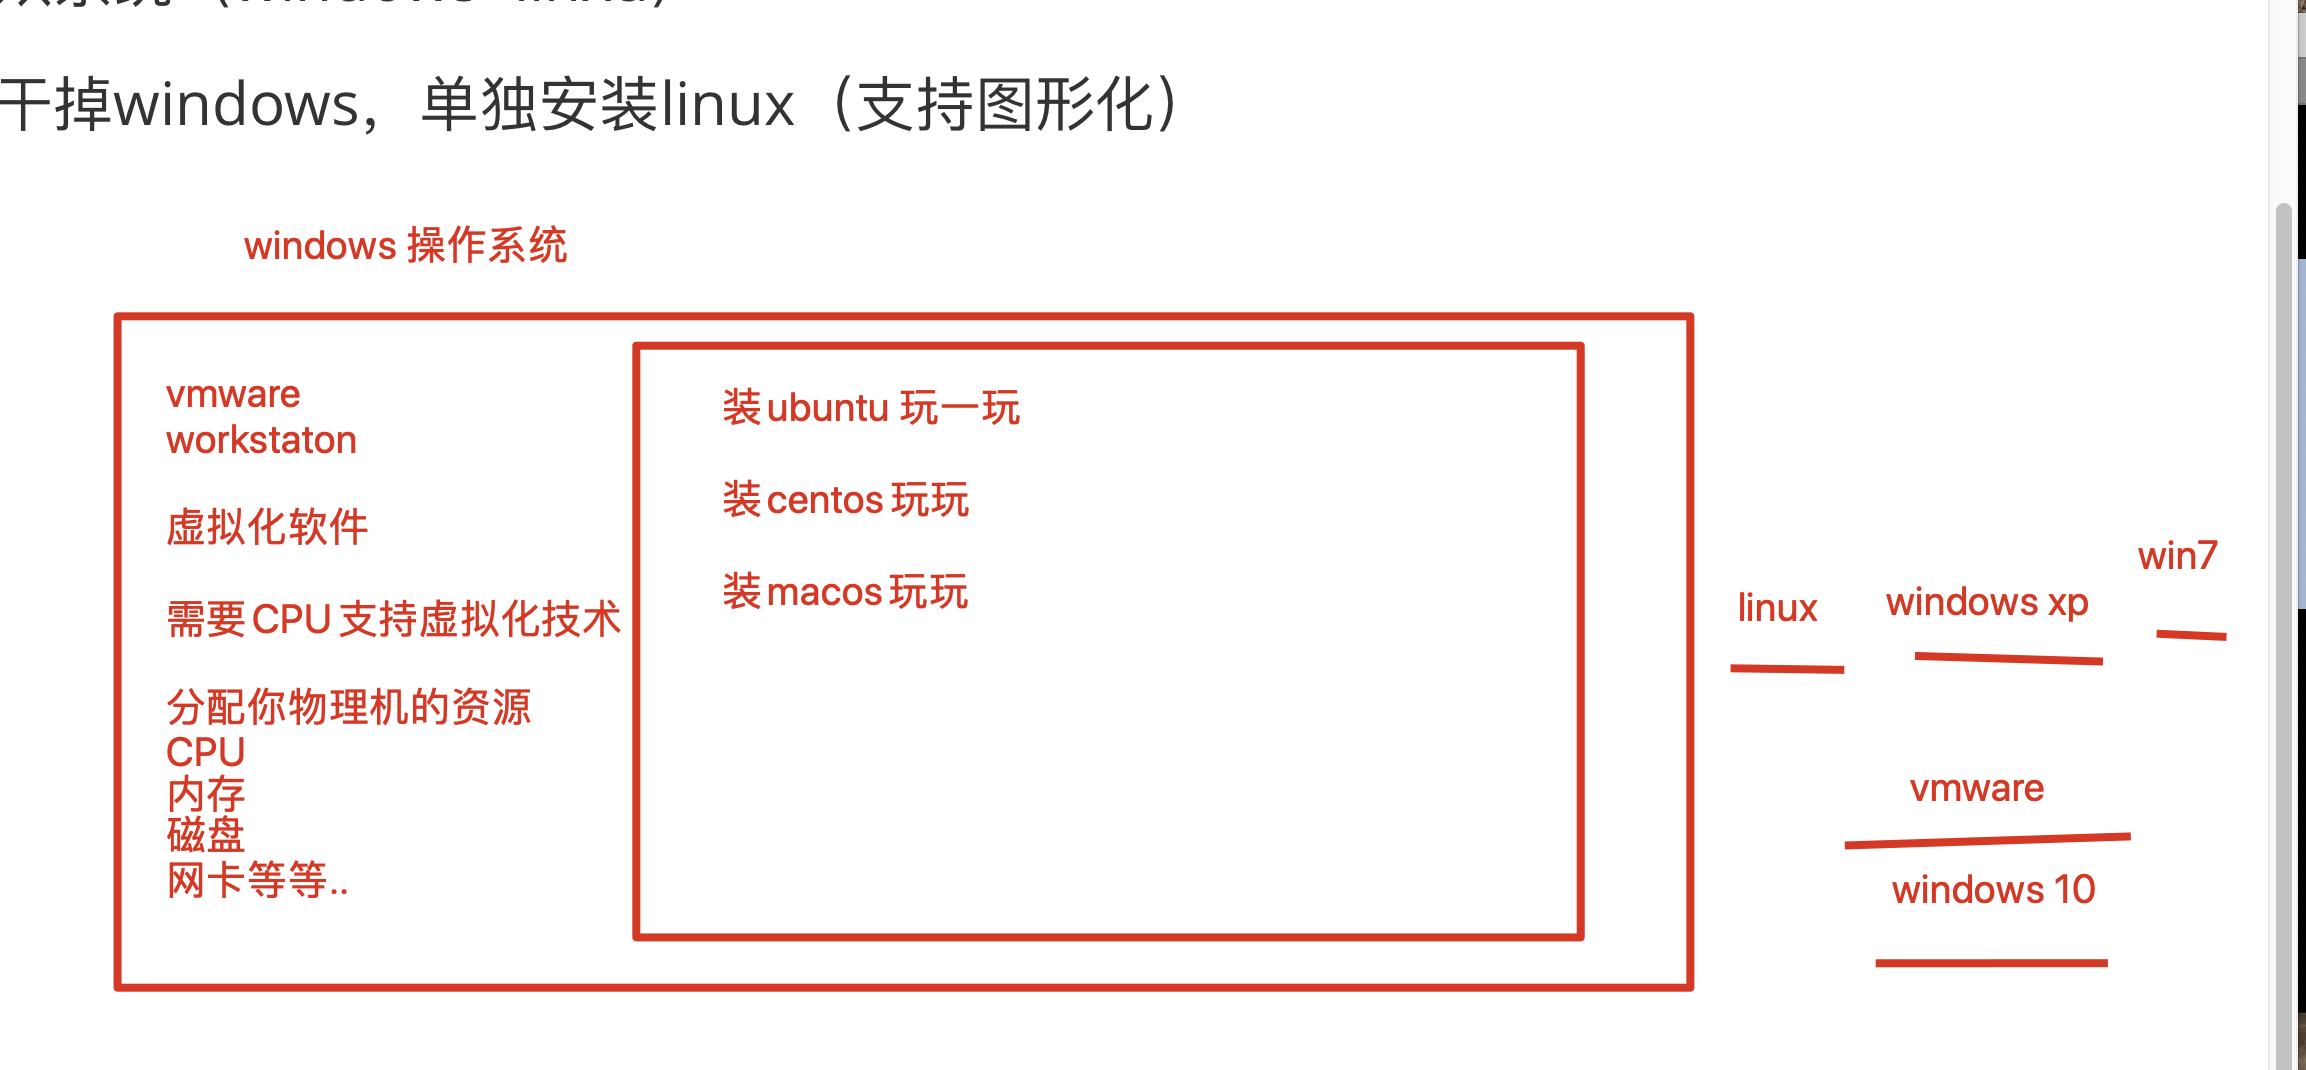 干掉windows，单独安装linux（支持图形化）
windows 操作系统
vmware
workstaton
虚拟化软件
需要CPU支持虚拟化技术
分配你物理机的资源
CPU
内存
磁盘
网卡等等..
装ubuntu 玩一玩
装centos玩玩
装macos玩玩
linux
windows xp
win7
vmware
windows 10